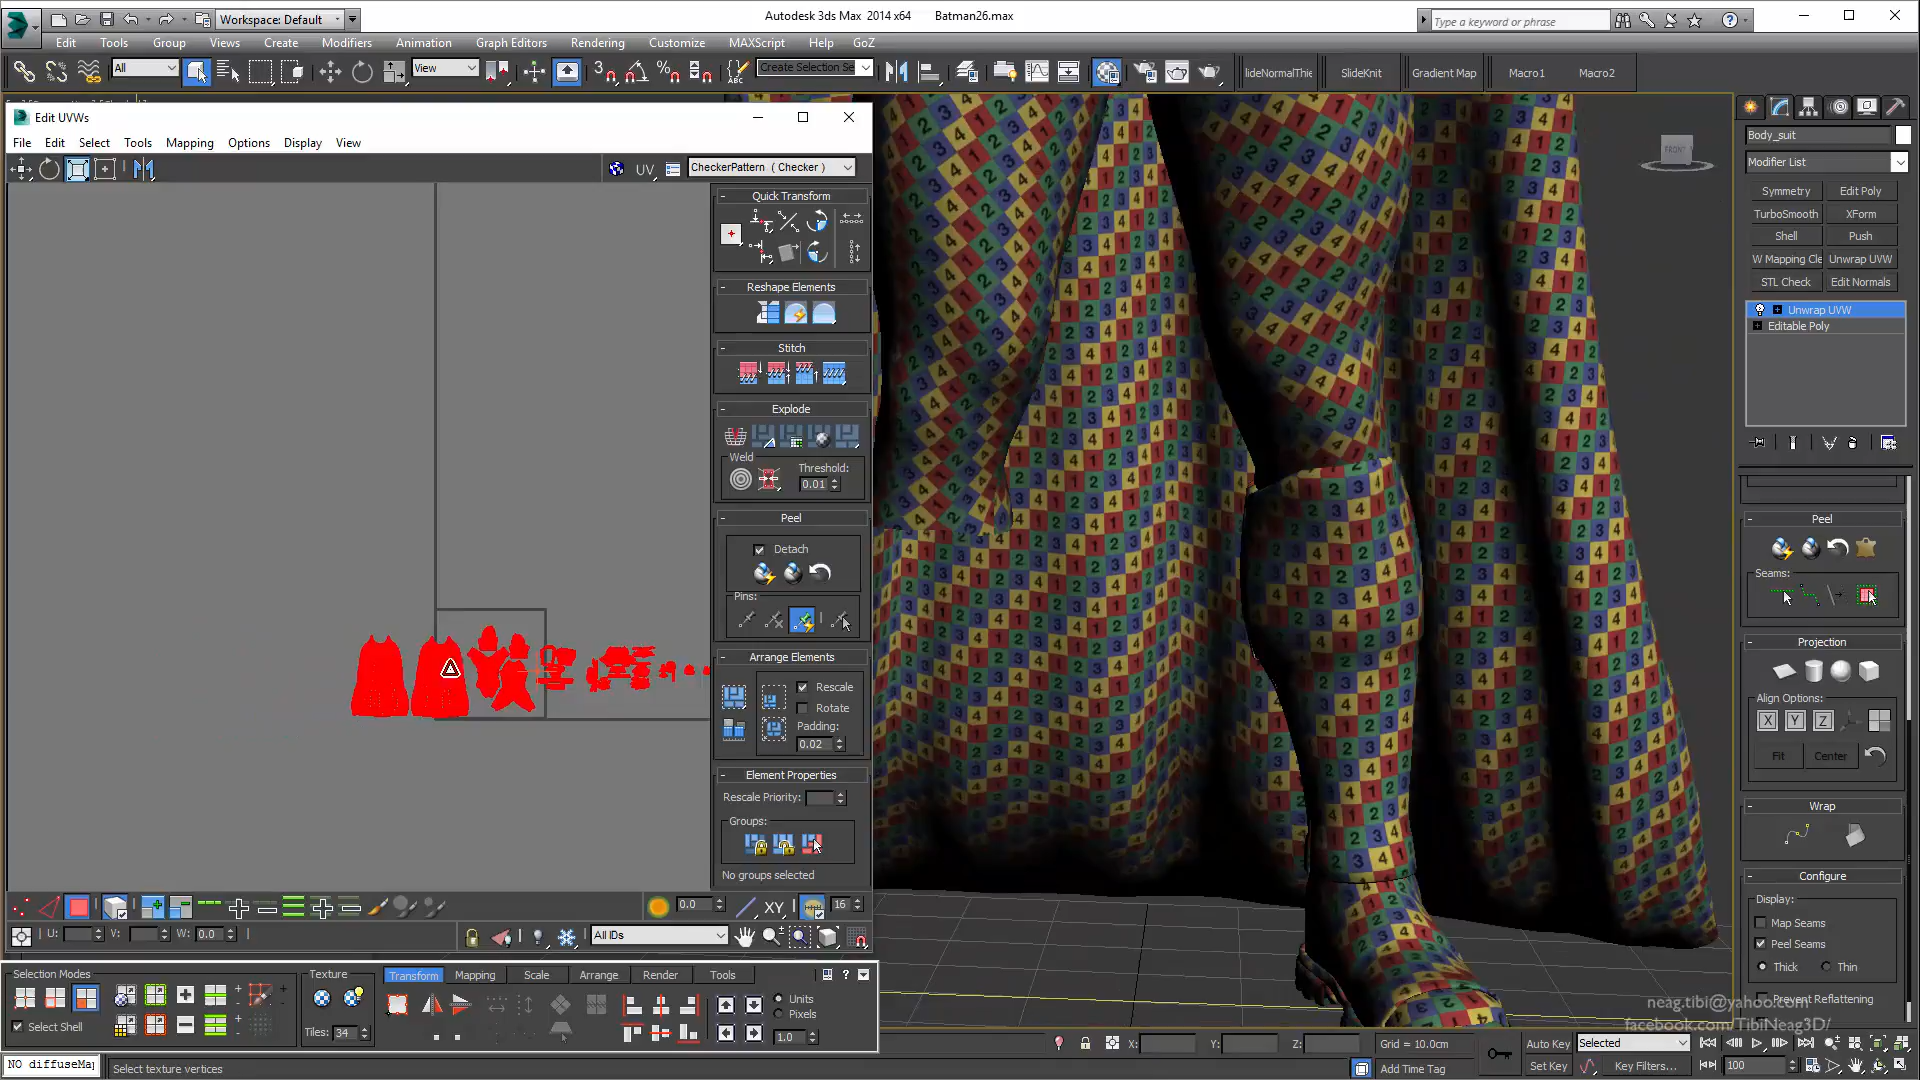 Workspace: Default
Autodesk 3ds Max 2014 x64 Batman26.max
Type a keyword or phrase
Edit Tools Group Views Create Modifiers Animation Graph Editors Rendering Customize MAXScript Help GoZ
All View Create Selection Se
lideNormalThie SlideKnit Gradient Map Macro1 Macro2
Edit UVWs
File Edit Select Tools Mapping Options Display View
UV CheckerPattern ( Checker )
Quick Transform
Reshape Elements
Stitch
Explode
Weld
Threshold:
0.01
Peel
Detach
Pins:
Arrange Elements
Rescale
Rotate
Padding:
0.02
Element Properties
Rescale Priority:
Groups:
No groups selected
0.0 XY 16
U: V: W: 0.0 All IDs
Selection Modes Texture Transform Mapping Scale Arrange Render Tools
Select Shell
Tiles: 34
Units
Pixels
1.0
NO diffuseMap Select texture vertices
FRONT
Body_suit
Modifier List
Symmetry Edit Poly
TurboSmooth XForm
Shell Push
W Mapping Cle Unwrap UVW
STL Check Edit Normals
Unwrap UVW
Editable Poly
Peel
Seams:
Projection
Align Options:
X Y Z
Fit Center
Wrap
Configure
Display:
Map Seams
Peel Seams
Thick Thin
Prevent Reflattening
neag.tibi@yahoo.com
facebook.com/TibiNeag3D/
X: Y: Z: Grid = 10.0cm
Add Time Tag
Auto Key Selected
Set Key Key Filters... 100